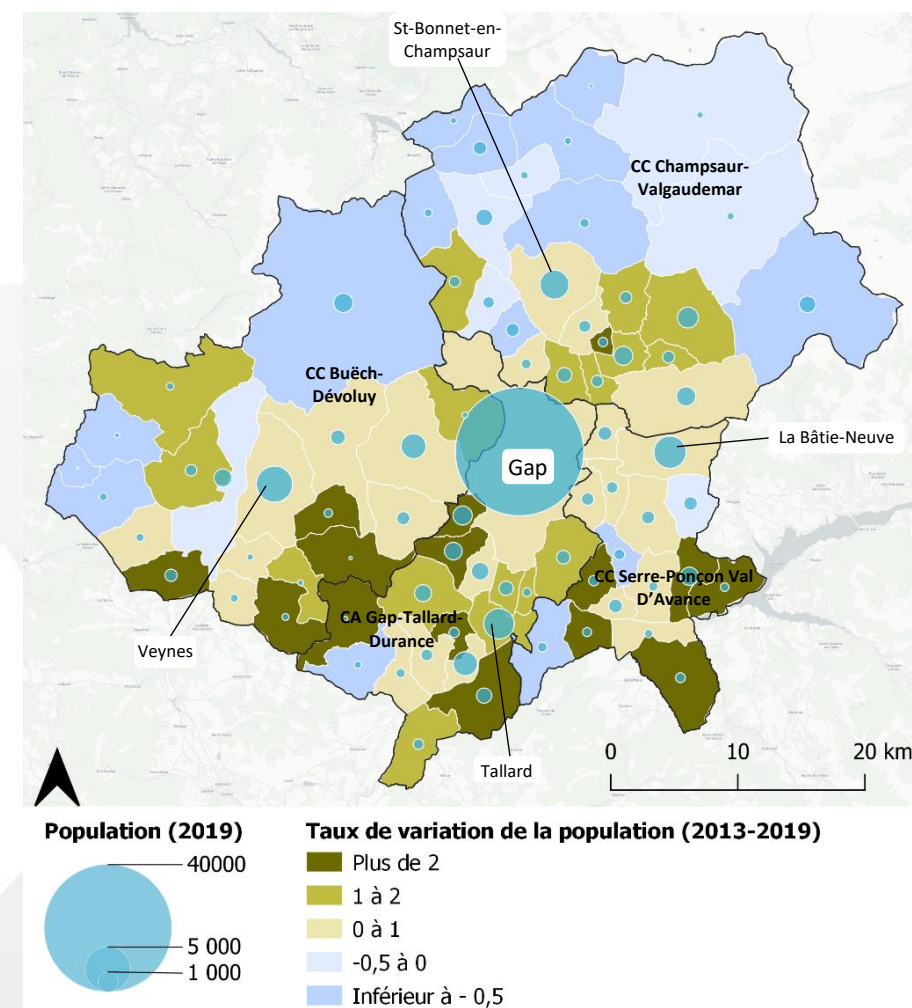 St-Bonnet-en-
Champsaur
CC Champsaur-
Valgaudemar
CC Buëch-
Dévoluy
La Bâtie-Neuve
Gap
CC Serre-Ponçon Val
D'Avance
CA Gap-Tallard-
Durance
Veynes
Tallard
0 10 20 km
Population (2019)
40000
5 000
1 000
Taux de variation de la population (2013-2019)
Plus de 2
1 à 2
0 à 1
-0,5 à 0
Inférieur à - 0,5